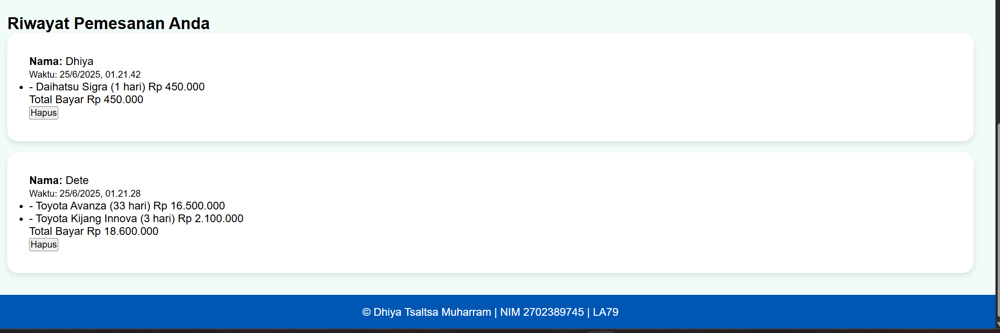 Riwayat Pemesanan Anda
Nama: Dhiya
Waktu: 25/6/2025, 01.21.42
• - Daihatsu Sigra (1 hari) Rp 450.000
Total Bayar Rp 450.000
Hapus
Nama: Dete
Waktu: 25/6/2025, 01.21.28
• - Toyota Avanza (33 hari) Rp 16.500.000
• - Toyota Kijang Innova (3 hari) Rp 2.100.000
Total Bayar Rp 18.600.000
Hapus
© Dhiya Tsaltsa Muharram | NIM 2702389745 | LA79